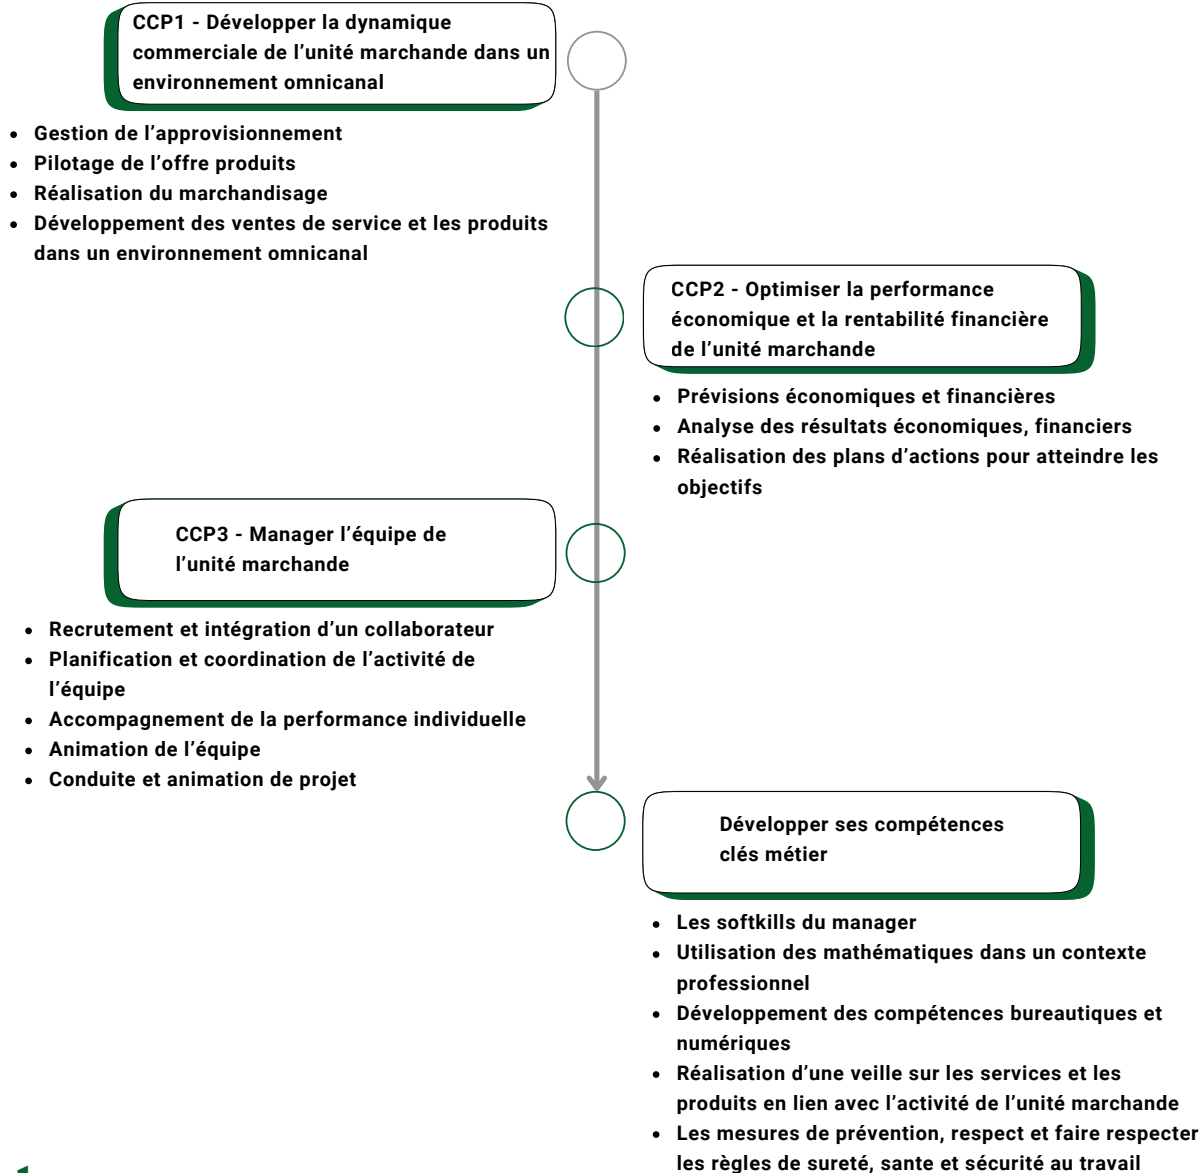 CCP1 - Développer la dynamique
commerciale de l’unité marchande dans un
environnement omnicanal
• Gestion de l’approvisionnement
• Pilotage de l’offre produits
• Réalisation du marchandisage
• Développement des ventes de service et les produits
dans un environnement omnicanal
CCP2 - Optimiser la performance
économique et la rentabilité financière
de l’unité marchande
• Prévisions économiques et financières
• Analyse des résultats économiques, financiers
• Réalisation des plans d’actions pour atteindre les
objectifs
CCP3 - Manager l’équipe de
l’unité marchande
• Recrutement et intégration d’un collaborateur
• Planification et coordination de l’activité de
l’équipe
• Accompagnement de la performance individuelle
• Animation de l’équipe
• Conduite et animation de projet
Développer ses compétences
clés métier
• Les softkills du manager
• Utilisation des mathématiques dans un contexte
professionnel
• Développement des compétences bureautiques et
numériques
• Réalisation d’une veille sur les services et les
produits en lien avec l’activité de l’unité marchande
• Les mesures de prévention, respect et faire respecter
les règles de sureté, sante et sécurité au travail